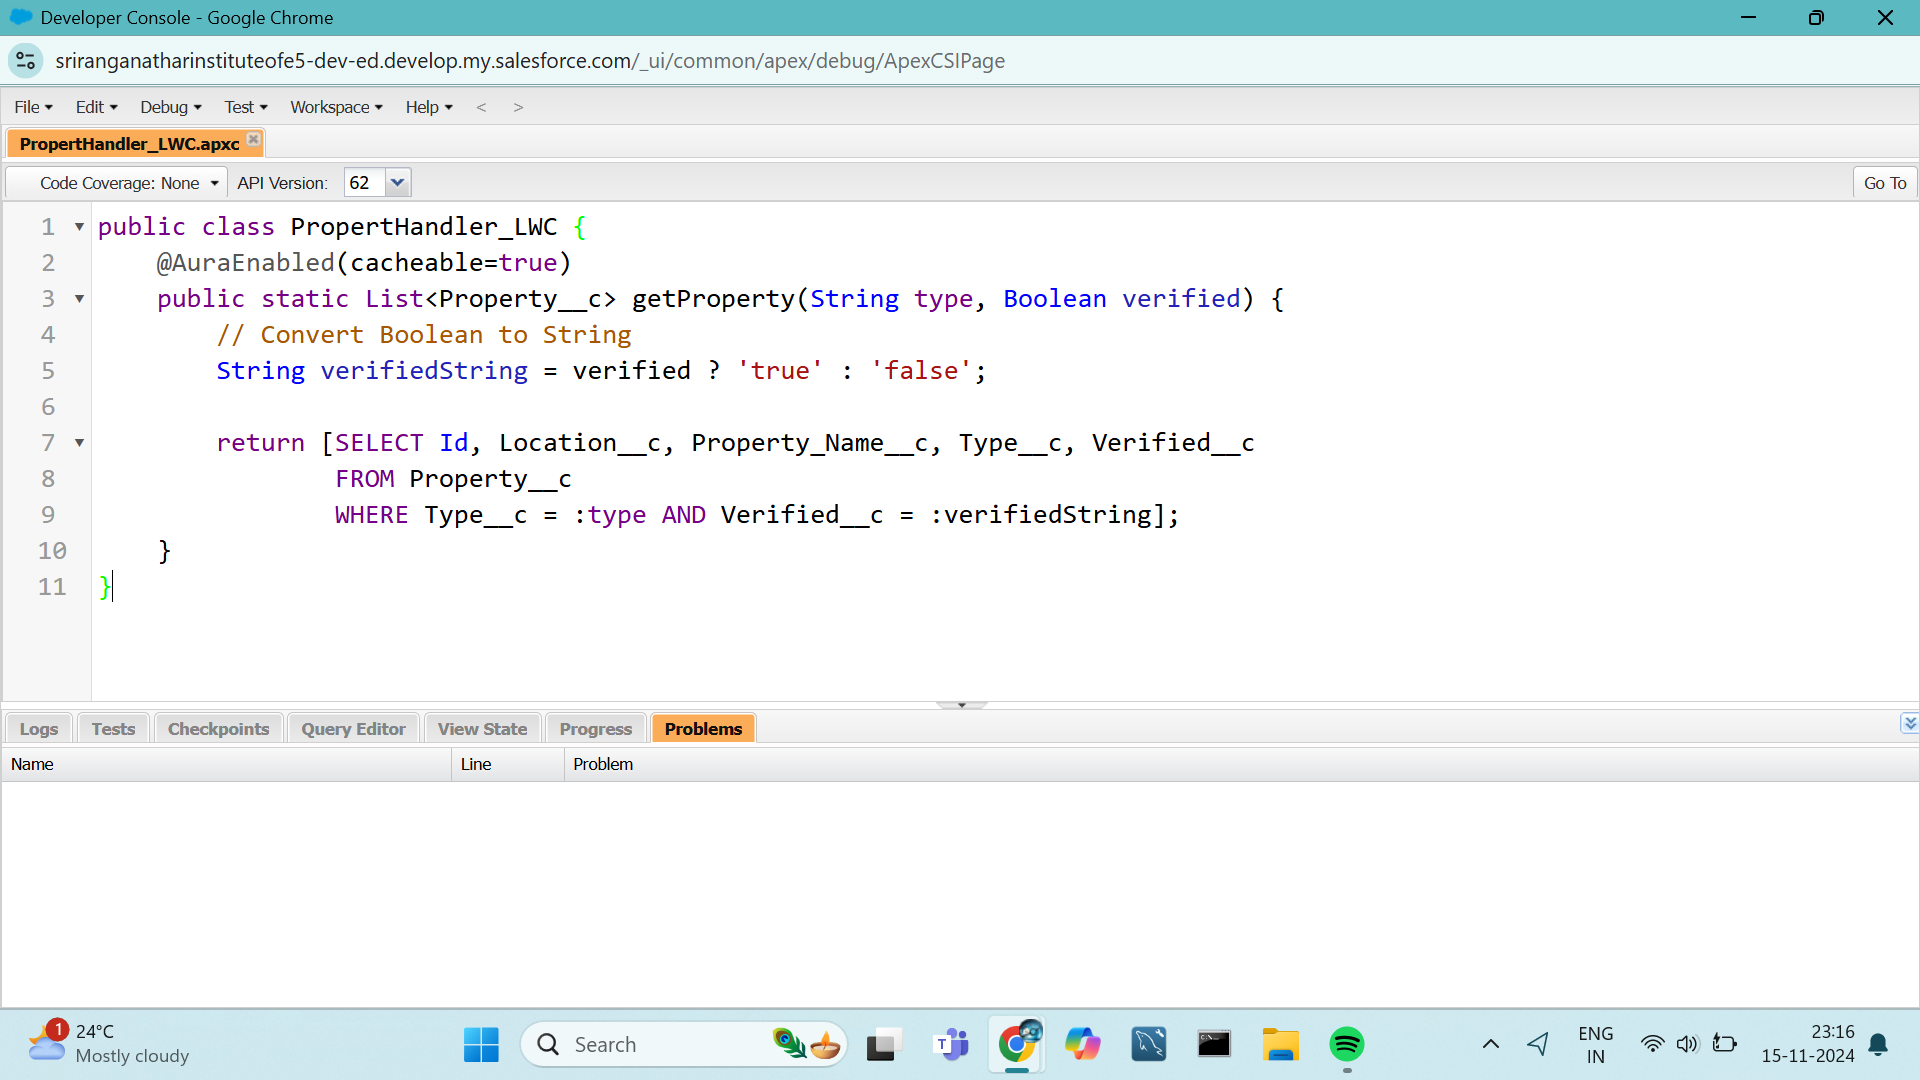 Developer Console - Google Chrome
sriranganatharinstituteofe5-dev-ed.develop.my.salesforce.com/_ui/common/apex/debug/ApexCSIPage
File Edit Debug Test Workspace Help < >
PropertHandler_LWC.apxc
Code Coverage: None API Version: 62 Go To
1 public class PropertHandler_LWC {
2 @AuraEnabled(cacheable=true)
3 public static List<Property__c> getProperty(String type, Boolean verified) {
4 // Convert Boolean to String
5 String verifiedString = verified ? 'true' : 'false';
6
7 return [SELECT Id, Location__c, Property_Name__c, Type__c, Verified__c
8 FROM Property__c
9 WHERE Type__c = :type AND Verified__c = :verifiedString];
10 }
11 }
Logs Tests Checkpoints Query Editor View State Progress Problems
Name Line Problem
1 24°C
Mostly cloudy
Search
ENG
IN
23:16
15-11-2024